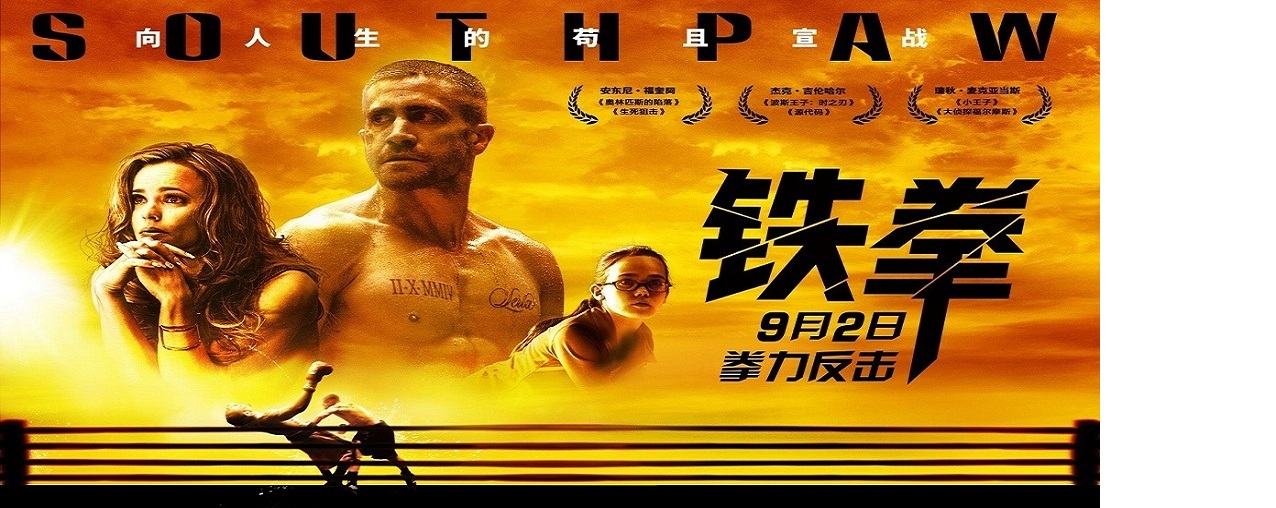 SOUTHPAW
向人生的苟且宣战
安东尼·福奎阿
《奥林匹斯的陷落》
《生死狙击》
杰克·吉伦哈尔
《波斯王子：时之刃》
《源代码》
瑞秋·麦克亚当斯
《小王子》
《大侦探福尔摩斯》
铁拳
9月2日
拳力反击
II·X·MMIV
Leila